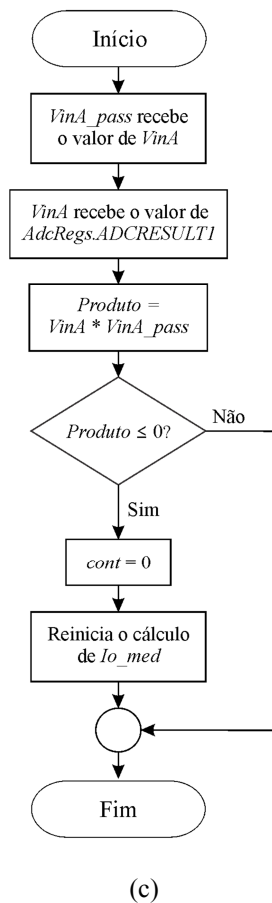 Início
VinA_pass recebe
o valor de VinA
VinA recebe o valor de
AdcRegs.ADCRESULT1
Produto =
VinA * VinA_pass
Produto ≤ 0?
Não
Sim
cont = 0
Reinicia o cálculo
de Io_med
Fim
(c)